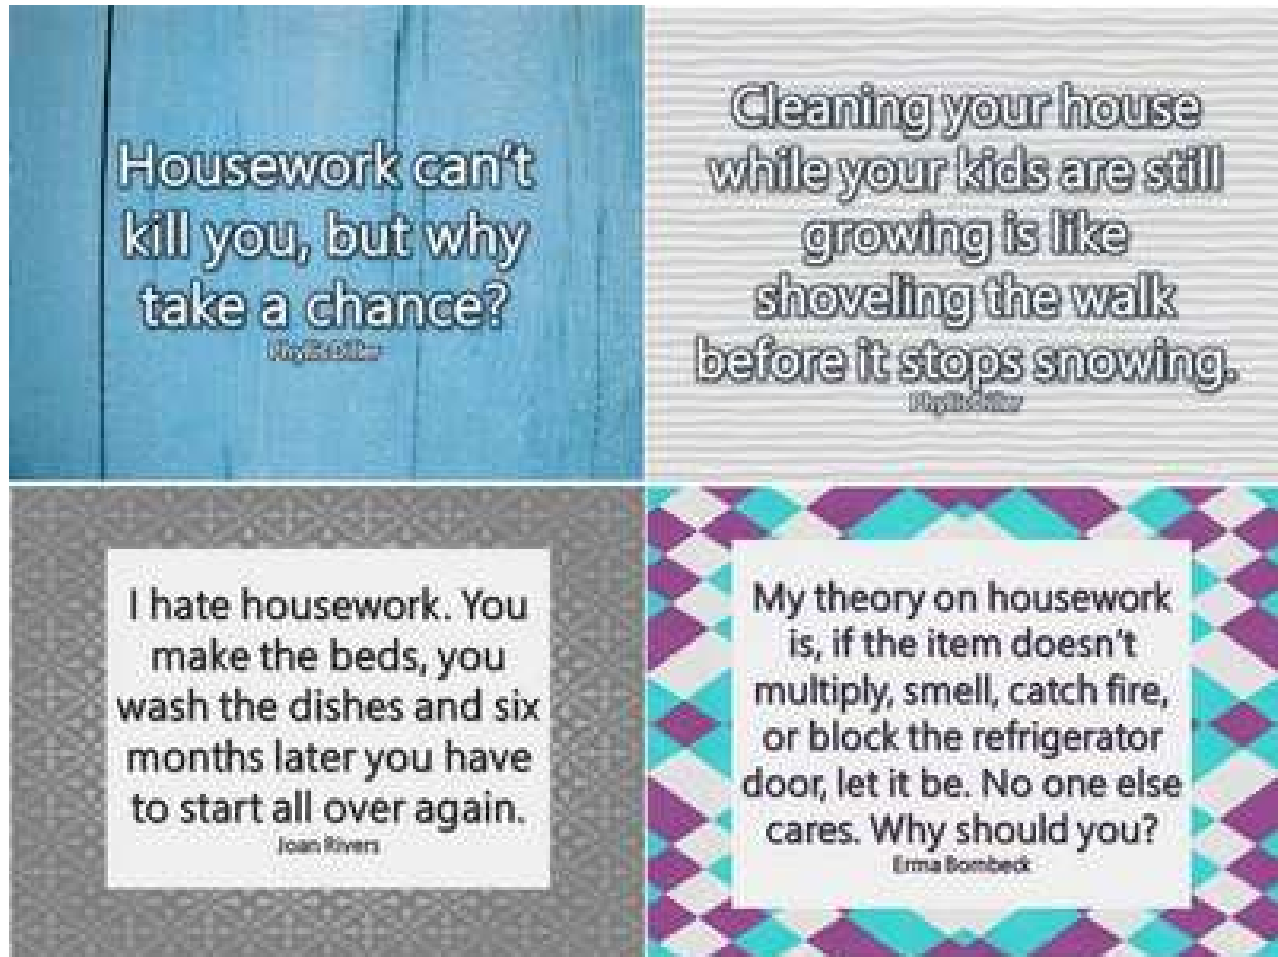 Housework can't
kill you, but why
take a chance?
Phyllis Diller
Cleaning your house
while your kids are still
growing is like
shoveling the walk
before it stops snowing.
Phyllis Diller
I hate housework. You
make the beds, you
wash the dishes and six
months later you have
to start all over again.
Joan Rivers
My theory on housework
is, if the item doesn't
multiply, smell, catch fire,
or block the refrigerator
door, let it be. No one else
cares. Why should you?
Erma Bombeck